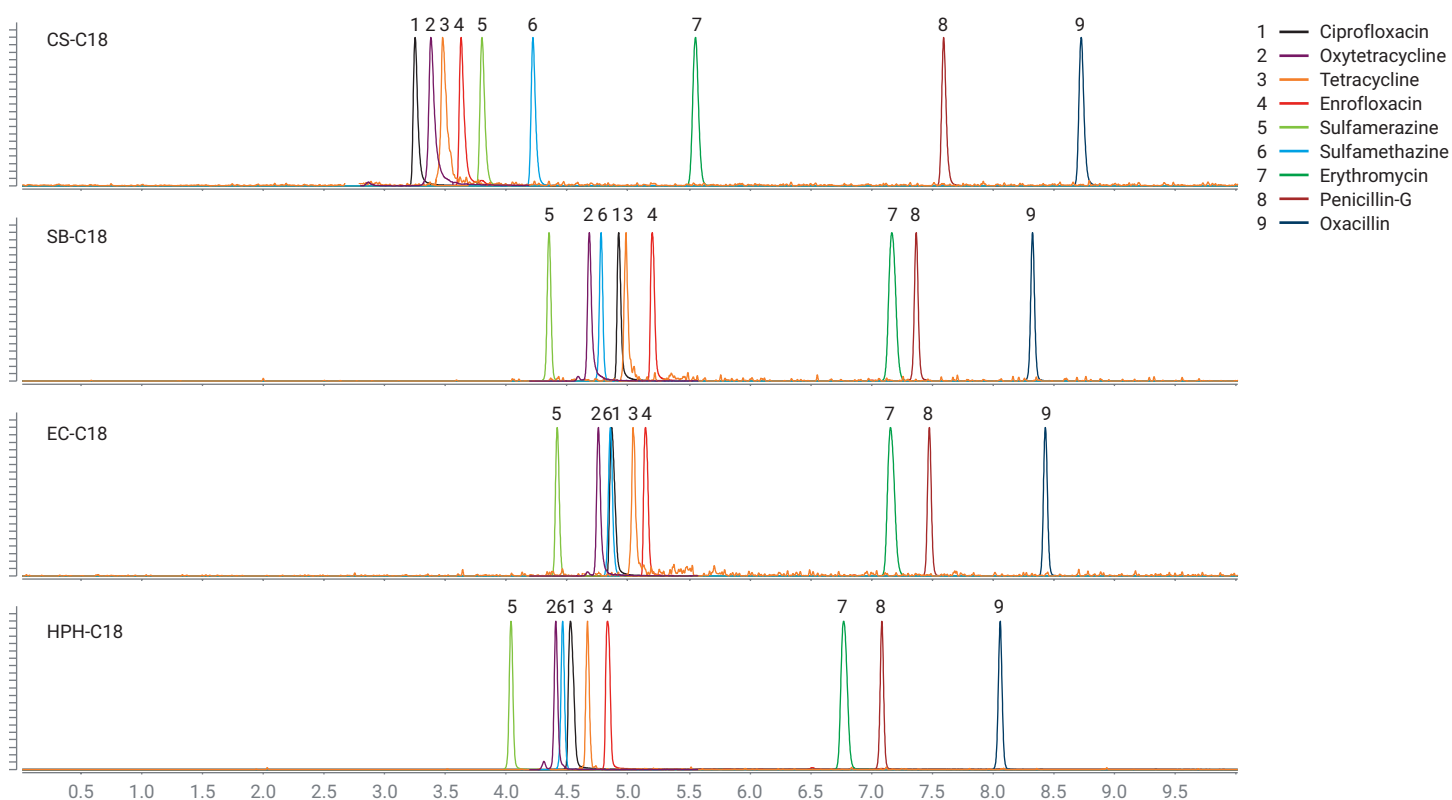 1 2 3 4 5 6 7 8 9
CS-C18
1 Ciprofloxacin
2 Oxytetracycline
3 Tetracycline
4 Enrofloxacin
5 Sulfamerazine
6 Sulfamethazine
7 Erythromycin
8 Penicillin-G
9 Oxacillin
5 2 6 1 3 4 7 8 9
SB-C18
5 2 6 1 3 4 7 8 9
EC-C18
5 2 6 1 3 4 7 8 9
HPH-C18
0.5 1.0 1.5 2.0 2.5 3.0 3.5 4.0 4.5 5.0 5.5 6.0 6.5 7.0 7.5 8.0 8.5 9.0 9.5